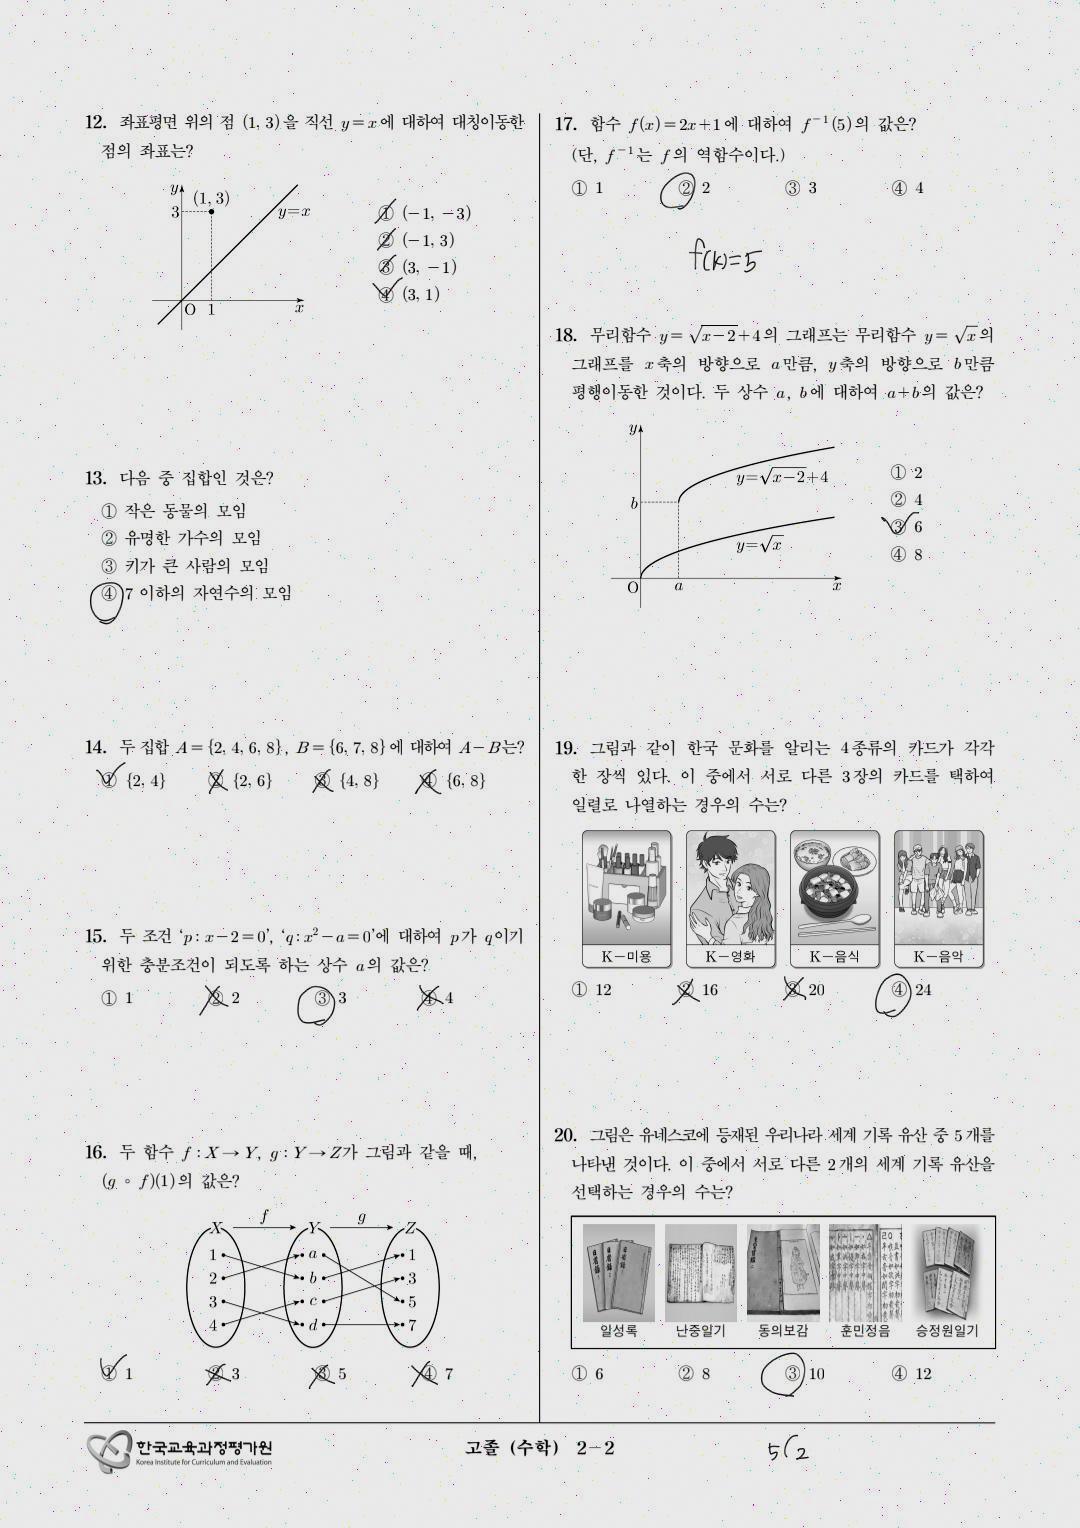 12. 좌표평면 위의 점 (1, 3)을 직선 y=x에 대하여 대칭이동한
점의 좌표는?
y
3
(1, 3)
y=x
O
1
x
① (−1, −3)
② (−1, 3)
③ (3, −1)
④ (3, 1)
13. 다음 중 집합인 것은?
① 작은 동물의 모임
② 유명한 가수의 모임
③ 키가 큰 사람의 모임
④ 7 이하의 자연수의 모임
14. 두 집합 A={2, 4, 6, 8}, B={6, 7, 8}에 대하여 A−B는?
① {2, 4} ② {2, 6} ③ {4, 8} ④ {6, 8}
15. 두 조건 ‘p : x−2=0’, ‘q : x²−a=0’에 대하여 p가 q이기
위한 충분조건이 되도록 하는 상수 a의 값은?
① 1 ② 2 ③ 3 ④ 4
16. 두 함수 f : X → Y, g : Y → Z가 그림과 같을 때,
(g ∘ f)(1)의 값은?
X f Y g Z
1 a 1
2 b 3
3 c 5
4 d 7
① 1 ② 3 ③ 5 ④ 7
17. 함수 f(x)=2x+1에 대하여 f⁻¹(5)의 값은?
(단, f⁻¹는 f의 역함수이다.)
① 1 ② 2 ③ 3 ④ 4
f(k)=5
18. 무리함수 y=√(x−2)+4의 그래프는 무리함수 y=√x의
그래프를 x축의 방향으로 a만큼, y축의 방향으로 b만큼
평행이동한 것이다. 두 상수 a, b에 대하여 a+b의 값은?
y
y=√(x−2)+4
b
y=√x
O
a
x
① 2
② 4
③ 6
④ 8
19. 그림과 같이 한국 문화를 알리는 4종류의 카드가 각각
한 장씩 있다. 이 중에서 서로 다른 3장의 카드를 택하여
일렬로 나열하는 경우의 수는?
K−미용 K−영화 K−음식 K−음악
① 12 ② 16 ③ 20 ④ 24
20. 그림은 유네스코에 등재된 우리나라 세계 기록 유산 중 5개를
나타낸 것이다. 이 중에서 서로 다른 2개의 세계 기록 유산을
선택하는 경우의 수는?
일성록 난중일기 동의보감 훈민정음 승정원일기
① 6 ② 8 ③ 10 ④ 12
한국교육과정평가원
Korea Institute for Curriculum and Evaluation
고졸 (수학) 2−2
5C2